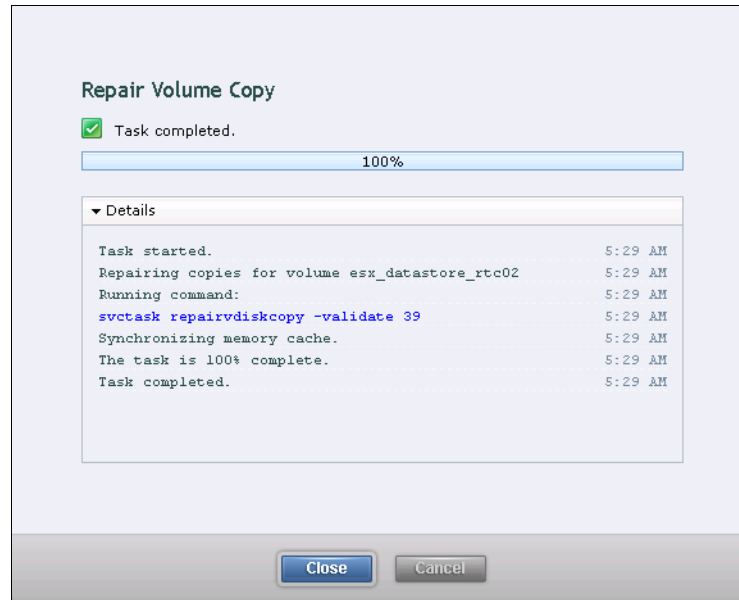 Repair Volume Copy
Task completed.
100%
Details
Task started. 5:29 AM
Repairing copies for volume esx_datastore_rtc02 5:29 AM
Running command: 5:29 AM
svctask repairvdiskcopy -validate 39 5:29 AM
Synchronizing memory cache. 5:29 AM
The task is 100% complete. 5:29 AM
Task completed. 5:29 AM
Close Cancel